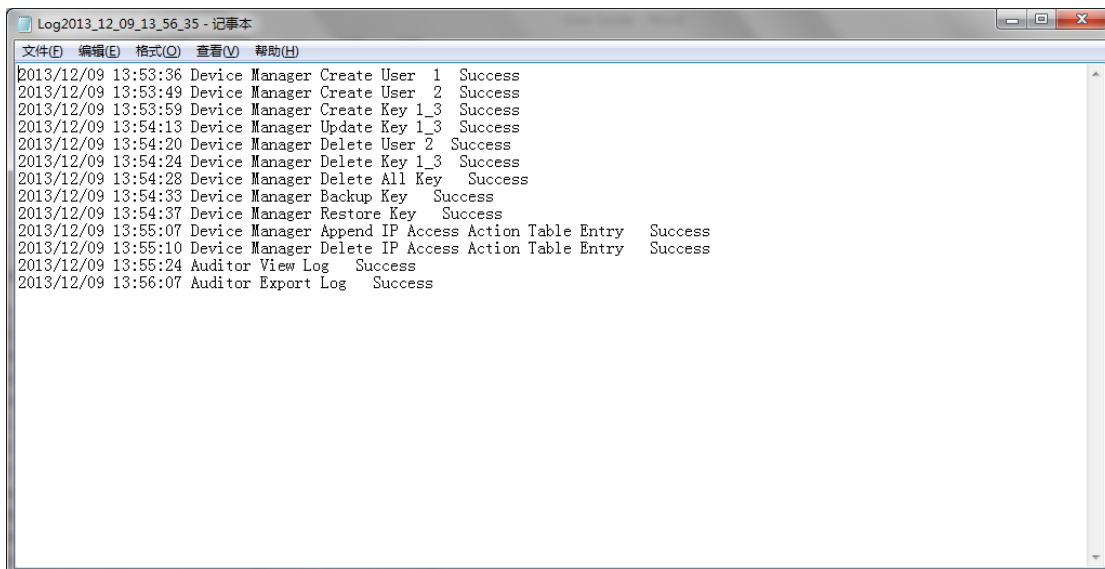 Log2013_12_09_13_56_35 - 记事本
文件(F) 编辑(E) 格式(O) 查看(V) 帮助(H)
2013/12/09 13:53:36 Device Manager Create User  1  Success
2013/12/09 13:53:49 Device Manager Create User  2  Success
2013/12/09 13:53:59 Device Manager Create Key 1_3  Success
2013/12/09 13:54:13 Device Manager Update Key 1_3  Success
2013/12/09 13:54:20 Device Manager Delete User 2  Success
2013/12/09 13:54:24 Device Manager Delete Key 1_3  Success
2013/12/09 13:54:28 Device Manager Delete All Key   Success
2013/12/09 13:54:33 Device Manager Backup Key   Success
2013/12/09 13:54:37 Device Manager Restore Key   Success
2013/12/09 13:55:07 Device Manager Append IP Access Action Table Entry   Success
2013/12/09 13:55:10 Device Manager Delete IP Access Action Table Entry   Success
2013/12/09 13:55:24 Auditor View Log   Success
2013/12/09 13:56:07 Auditor Export Log   Success